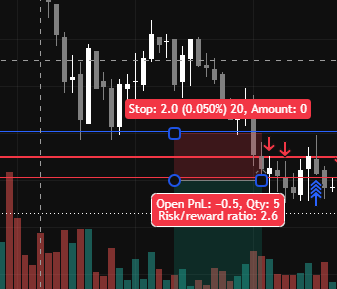 Stop: 2.0 (0.050%) 20, Amount: 0
Open PnL: −0.5, Qty: 5
Risk/reward ratio: 2.6